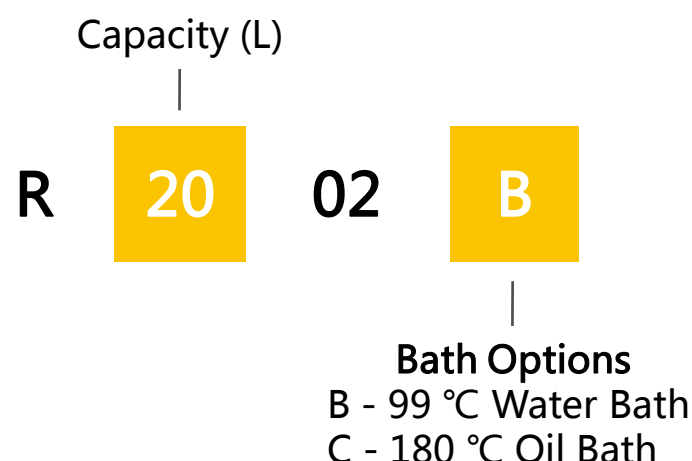 Capacity (L)
R 20 02 B
Bath Options
B - 99 ℃ Water Bath
C - 180 ℃ Oil Bath